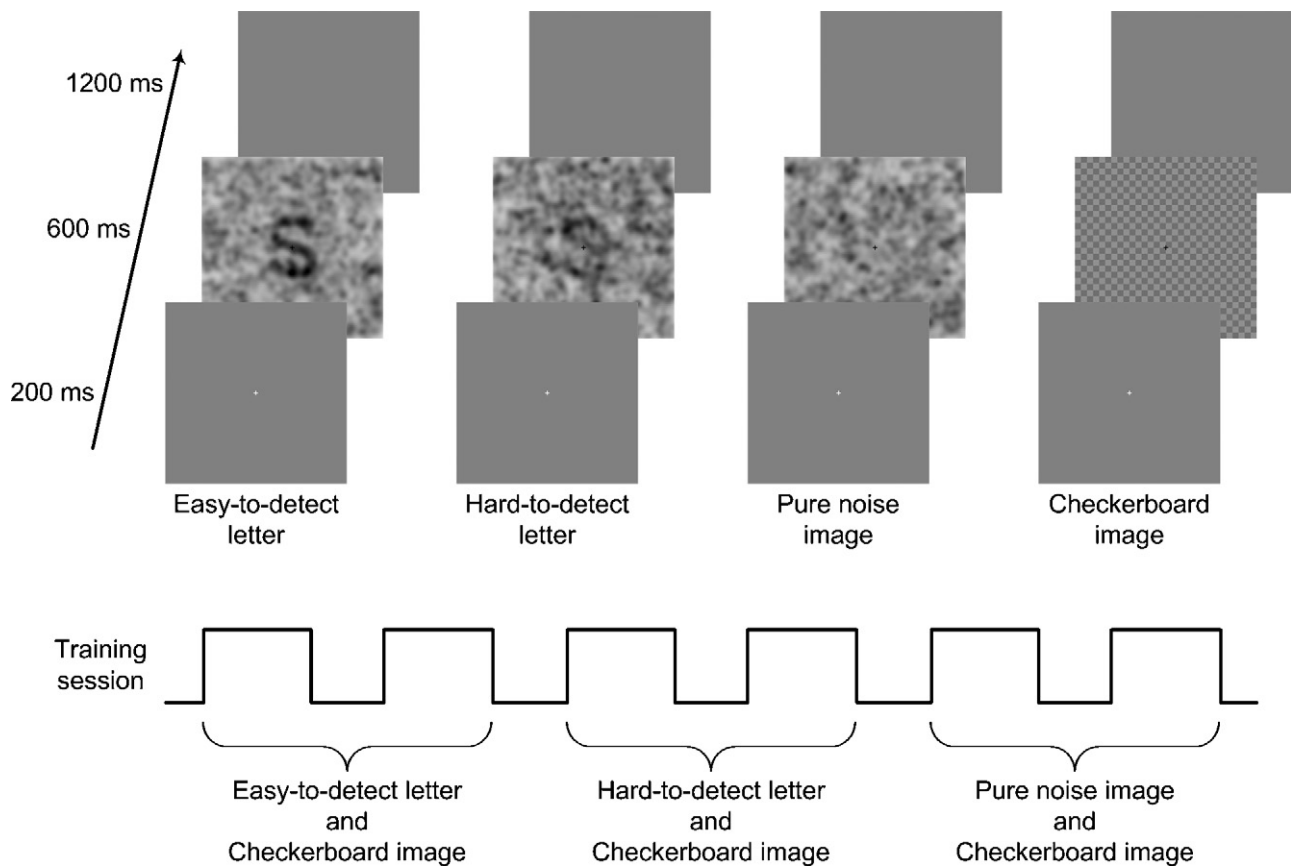 1200 ms
600 ms
200 ms
S
Easy-to-detect
letter
Hard-to-detect
letter
Pure noise
image
Checkerboard
image
Training
session
Easy-to-detect letter
and
Checkerboard image
Hard-to-detect letter
and
Checkerboard image
Pure noise image
and
Checkerboard image